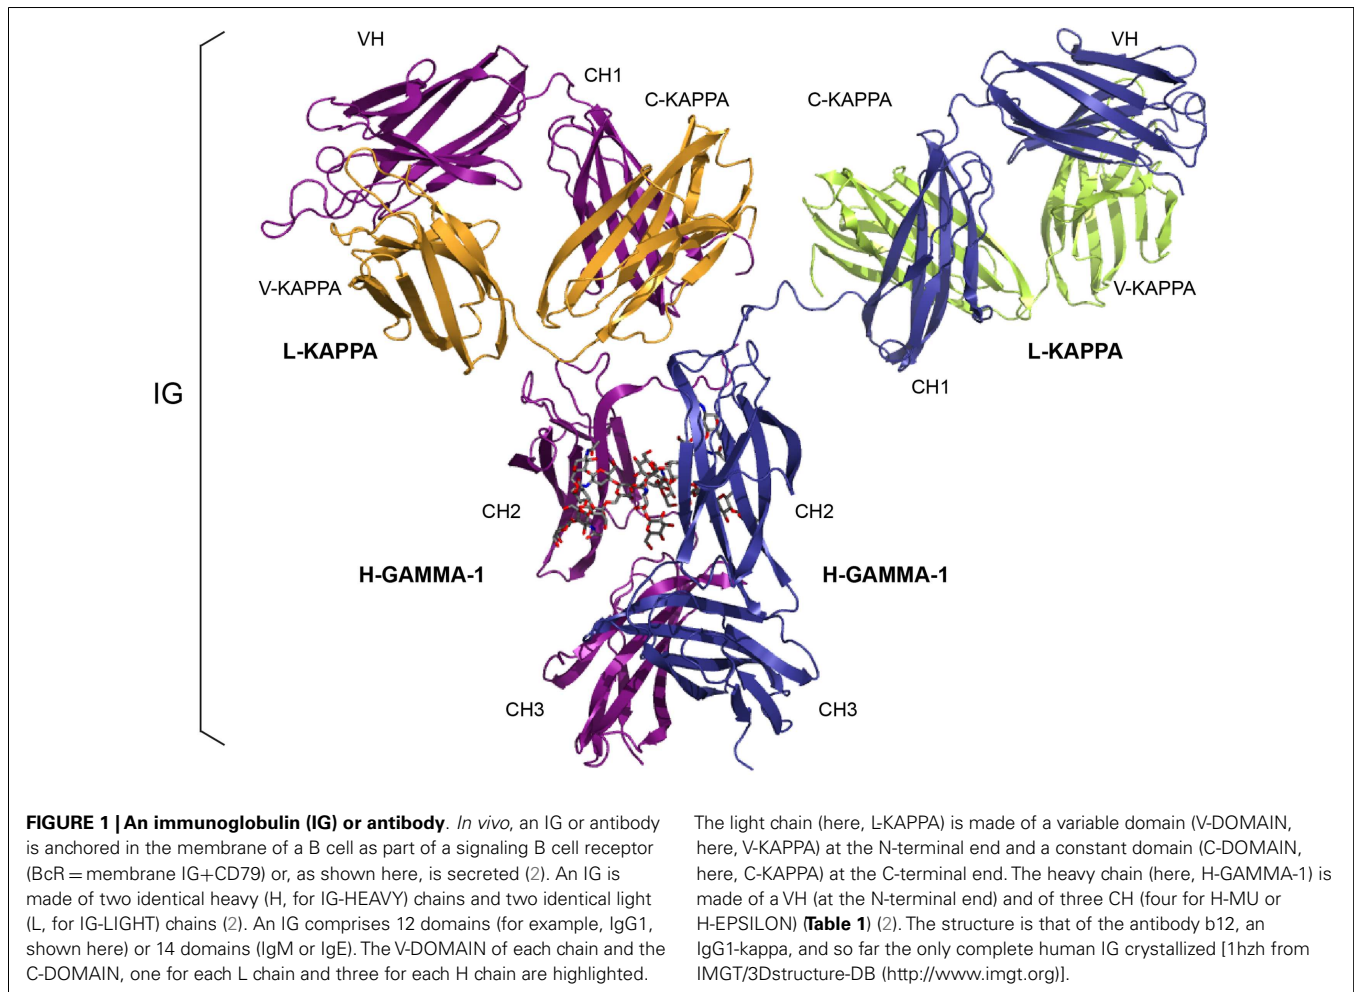 VH
VH
CH1
C-KAPPA
C-KAPPA
V-KAPPA
V-KAPPA
L-KAPPA
L-KAPPA
CH1
IG
CH2
CH2
H-GAMMA-1
H-GAMMA-1
CH3
CH3
FIGURE 1 | An immunoglobulin (IG) or antibody. In vivo, an IG or antibody
is anchored in the membrane of a B cell as part of a signaling B cell receptor
(BcR = membrane IG+CD79) or, as shown here, is secreted (2). An IG is
made of two identical heavy (H, for IG-HEAVY) chains and two identical light
(L, for IG-LIGHT) chains (2). An IG comprises 12 domains (for example, IgG1,
shown here) or 14 domains (IgM or IgE). The V-DOMAIN of each chain and the
C-DOMAIN, one for each L chain and three for each H chain are highlighted.
The light chain (here, L-KAPPA) is made of a variable domain (V-DOMAIN,
here, V-KAPPA) at the N-terminal end and a constant domain (C-DOMAIN,
here, C-KAPPA) at the C-terminal end. The heavy chain (here, H-GAMMA-1) is
made of a VH (at the N-terminal end) and of three CH (four for H-MU or
H-EPSILON) (Table 1) (2). The structure is that of the antibody b12, an
IgG1-kappa, and so far the only complete human IG crystallized [1hzh from
IMGT/3Dstructure-DB (http://www.imgt.org)].